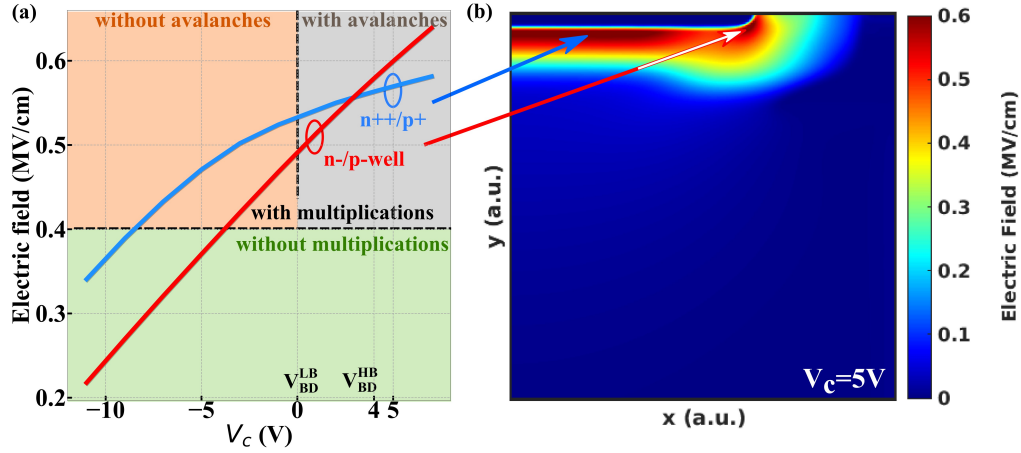 (a)
without avalanches
with avalanches
n++/p+
n-/p-well
with multiplications
without multiplications
Electric field (MV/cm)
0.6
0.5
0.4
0.3
0.2
V_BD^LB
V_BD^HB
−10
−5
0
4
5
V_c (V)
(b)
y (a.u.)
x (a.u.)
V_c=5V
0.6
0.5
0.4
0.3
0.2
0.1
0
Electric Field (MV/cm)